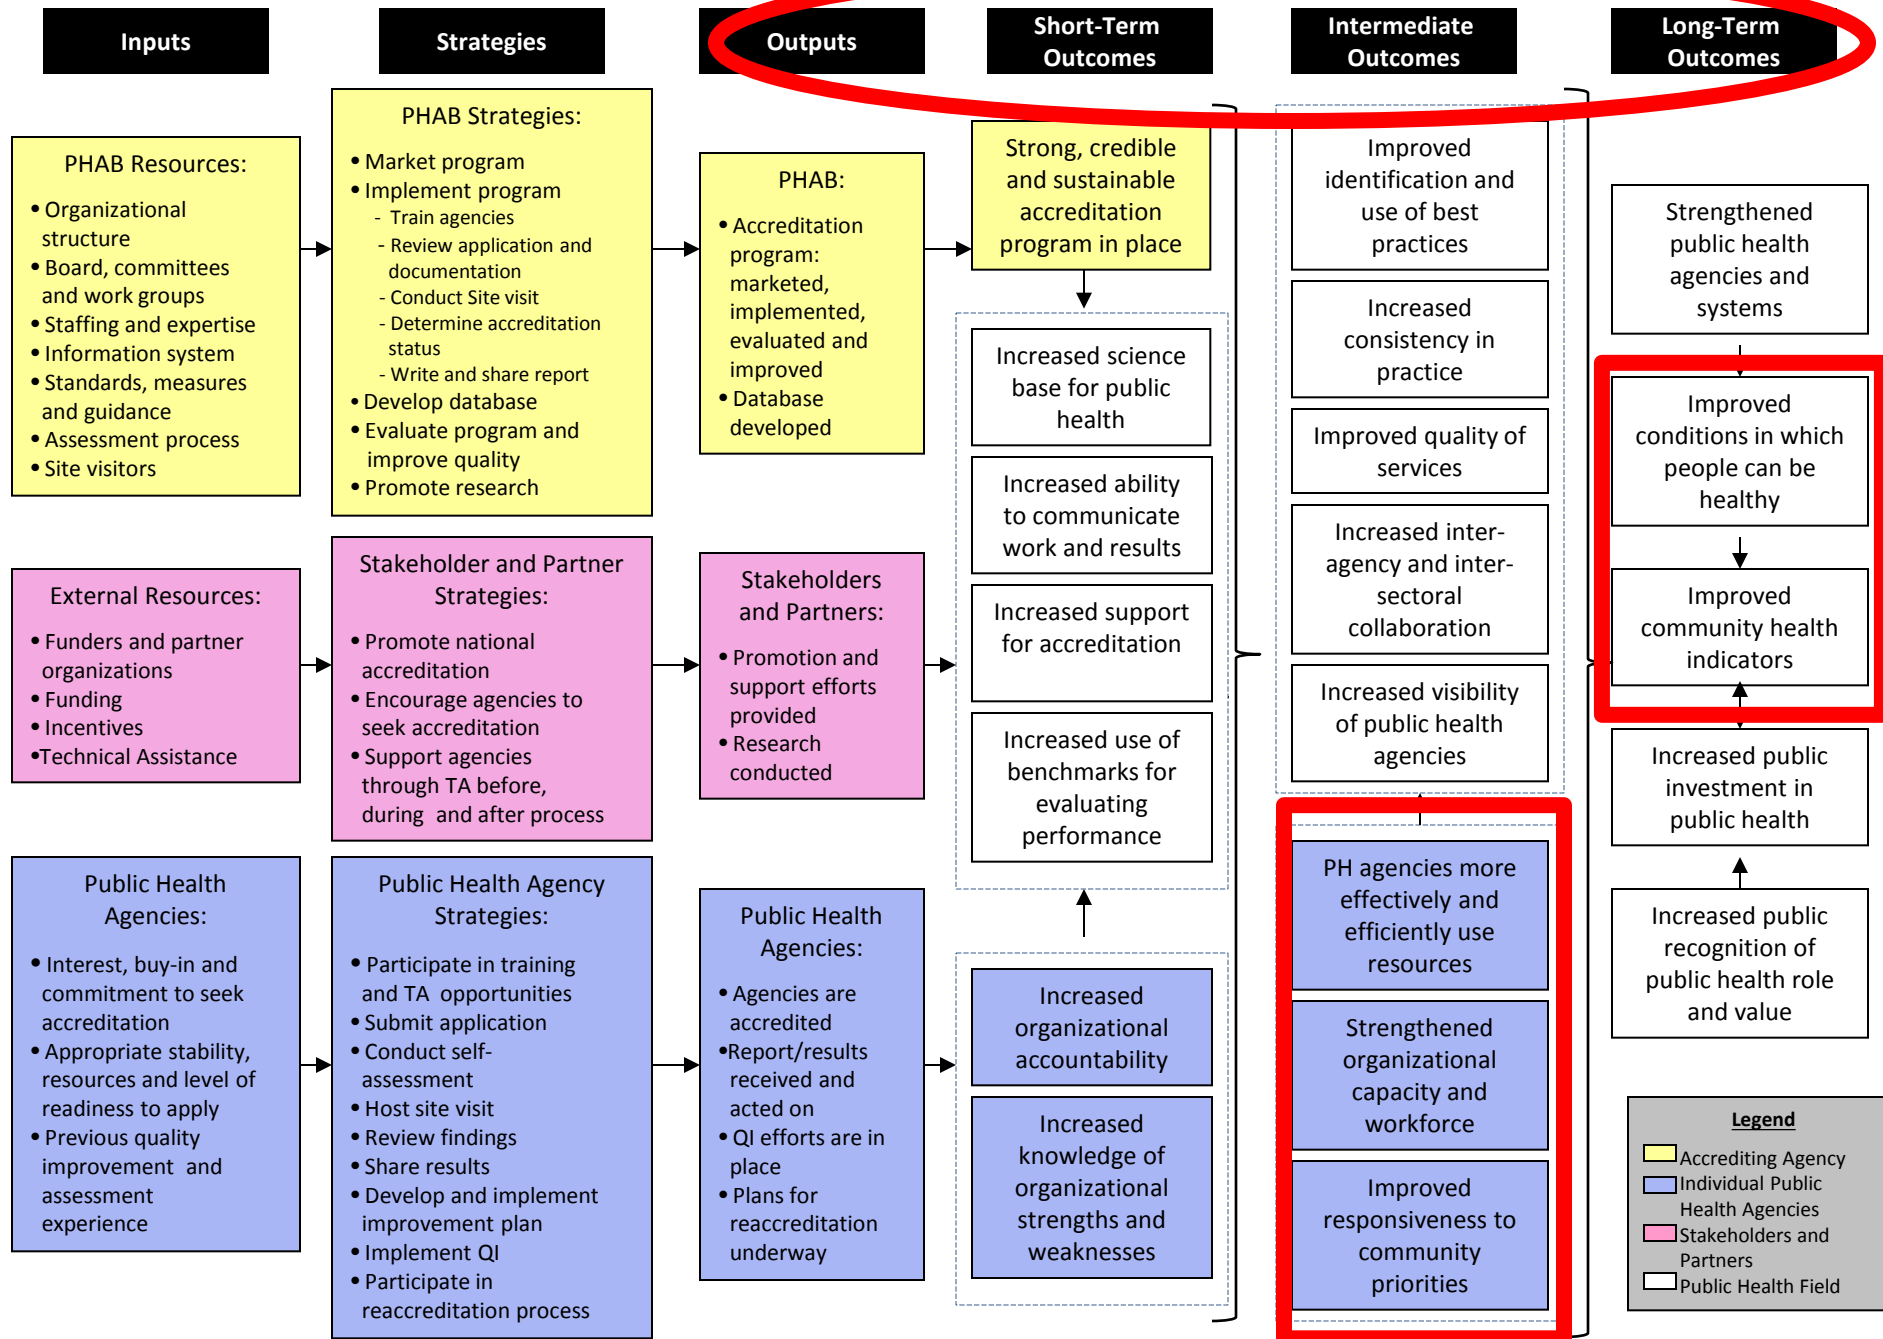 Inputs
Strategies
Outputs
Short-Term
Outcomes
Intermediate
Outcomes
Long-Term
Outcomes
PHAB Resources:
• Organizational
structure
• Board, committees
and work groups
• Staffing and expertise
• Information system
• Standards, measures
and guidance
• Assessment process
• Site visitors
External Resources:
• Funders and partner
organizations
• Funding
• Incentives
•Technical Assistance
Public Health
Agencies:
• Interest, buy-in and
commitment to seek
accreditation
• Appropriate stability,
resources and level of
readiness to apply
• Previous quality
improvement and
assessment
experience
PHAB Strategies:
• Market program
• Implement program
- Train agencies
- Review application and
documentation
- Conduct Site visit
- Determine accreditation
status
- Write and share report
• Develop database
• Evaluate program and
improve quality
• Promote research
Stakeholder and Partner
Strategies:
• Promote national
accreditation
• Encourage agencies to
seek accreditation
• Support agencies
through TA before,
during and after process
Public Health Agency
Strategies:
• Participate in training
and TA opportunities
• Submit application
• Conduct self-
assessment
• Host site visit
• Review findings
• Share results
• Develop and implement
improvement plan
• Implement QI
• Participate in
reaccreditation process
PHAB:
• Accreditation
program:
marketed,
implemented,
evaluated and
improved
• Database
developed
Stakeholders
and Partners:
• Promotion and
support efforts
provided
• Research
conducted
Public Health
Agencies:
• Agencies are
accredited
•Report/results
received and
acted on
• QI efforts are in
place
• Plans for
reaccreditation
underway
Strong, credible
and sustainable
accreditation
program in place
Increased science
base for public
health
Increased ability
to communicate
work and results
Increased support
for accreditation
Increased use of
benchmarks for
evaluating
performance
Increased
organizational
accountability
Increased
knowledge of
organizational
strengths and
weaknesses
Improved
identification and
use of best
practices
Increased
consistency in
practice
Improved quality of
services
Increased inter-
agency and inter-
sectoral
collaboration
Increased visibility
of public health
agencies
PH agencies more
effectively and
efficiently use
resources
Strengthened
organizational
capacity and
workforce
Improved
responsiveness to
community
priorities
Strengthened
public health
agencies and
systems
Improved
conditions in which
people can be
healthy
Improved
community health
indicators
Increased public
investment in
public health
Increased public
recognition of
public health role
and value
Legend
Accrediting Agency
Individual Public
Health Agencies
Stakeholders and
Partners
Public Health Field